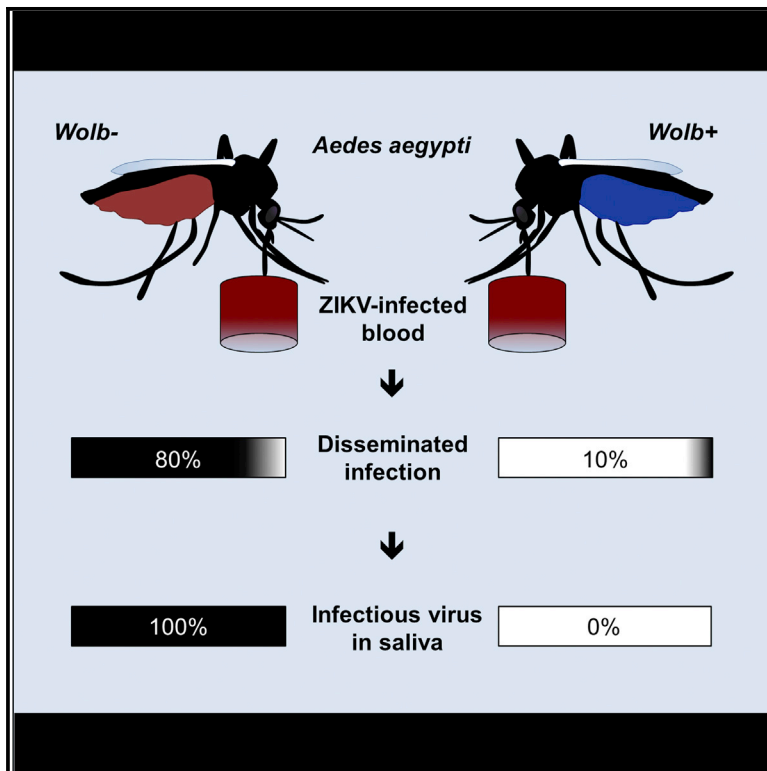 Wolb-
Aedes aegypti
Wolb+
ZIKV-infected
blood
80%
Disseminated
infection
10%
100%
Infectious virus
in saliva
0%